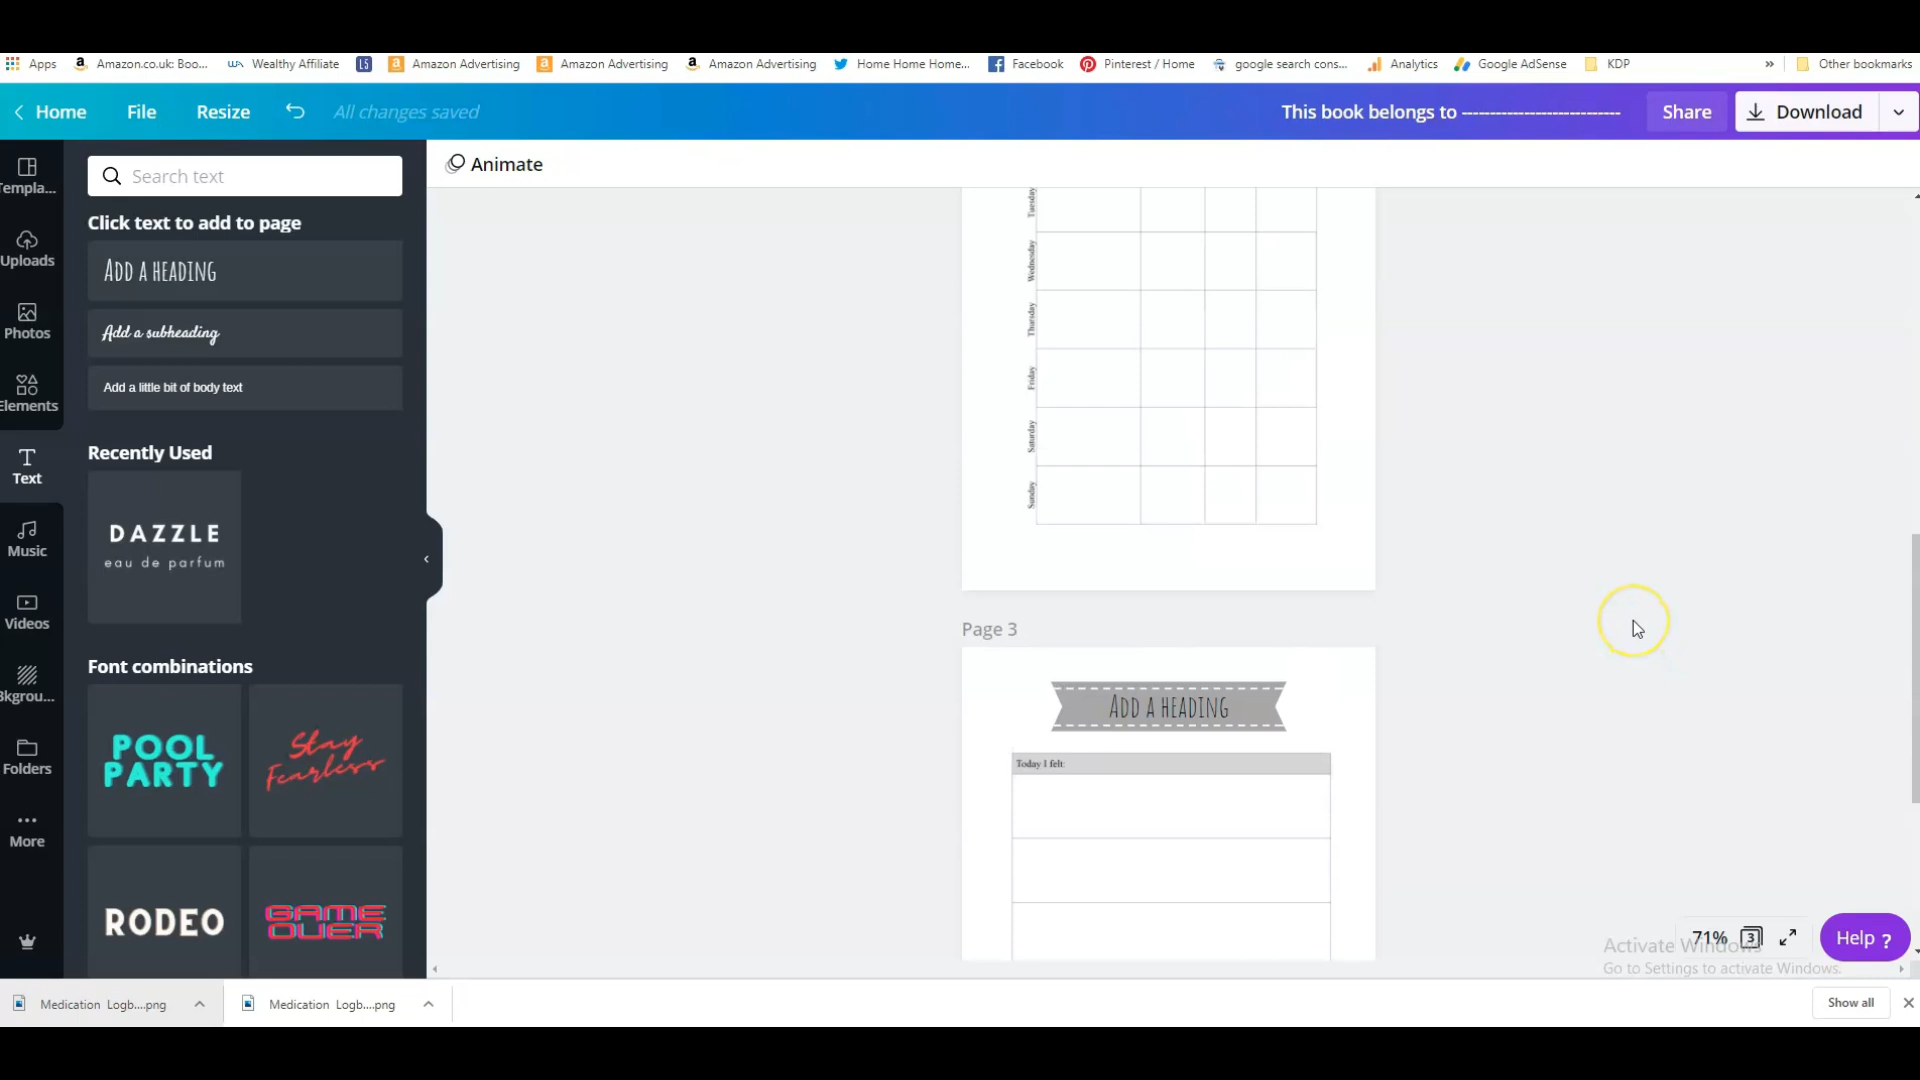 Apps Amazon.co.uk: Boo... Wealthy Affiliate Amazon Advertising Amazon Advertising Amazon Advertising Home Home Home... Facebook Pinterest / Home google search cons... Analytics Google AdSense KDP » Other bookmarks
Home File Resize All changes saved This book belongs to ---------------------------- Share Download
Templa...
Uploads
Photos
Elements
Text
Music
Videos
Bkgrou...
Folders
More
Search text
Click text to add to page
Add a heading
Add a subheading
Add a little bit of body text
Recently Used
DAZZLE
eau de parfum
Font combinations
POOL
PARTY
Stay
Fearless
RODEO
GAME
OVER
Animate
Tuesday
Wednesday
Thursday
Friday
Saturday
Sunday
Page 3
Add a heading
Today I felt:
71% 3 Help ?
Activate Windows
Go to Settings to activate Windows.
Medication Logb....png Medication Logb....png Show all